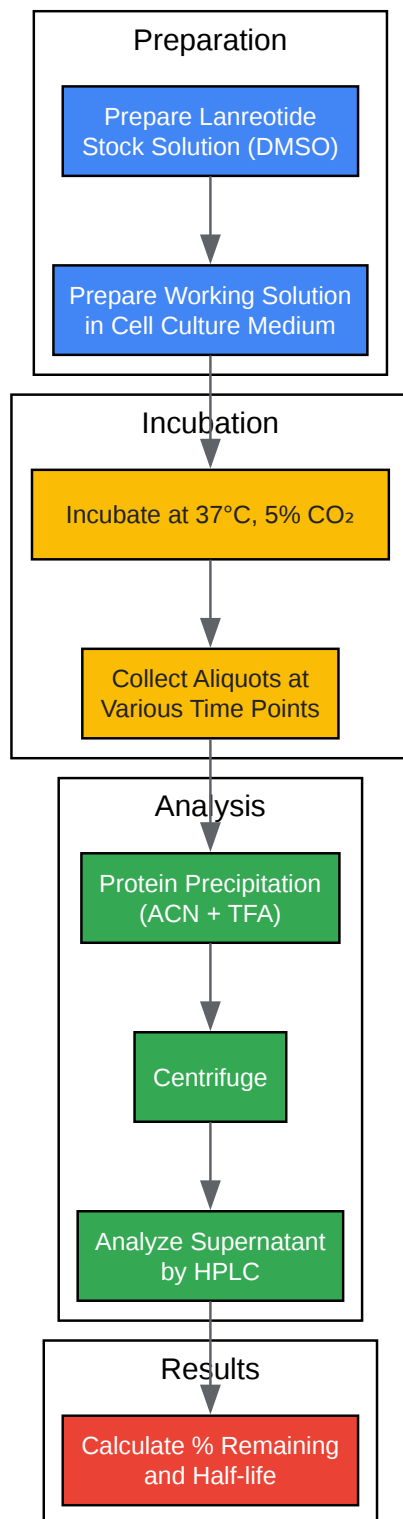 Preparation
Prepare Lanreotide
Stock Solution (DMSO)
Prepare Working Solution
in Cell Culture Medium
Incubation
Incubate at 37°C, 5% CO₂
Collect Aliquots at
Various Time Points
Analysis
Protein Precipitation
(ACN + TFA)
Centrifuge
Analyze Supernatant
by HPLC
Results
Calculate % Remaining
and Half-life